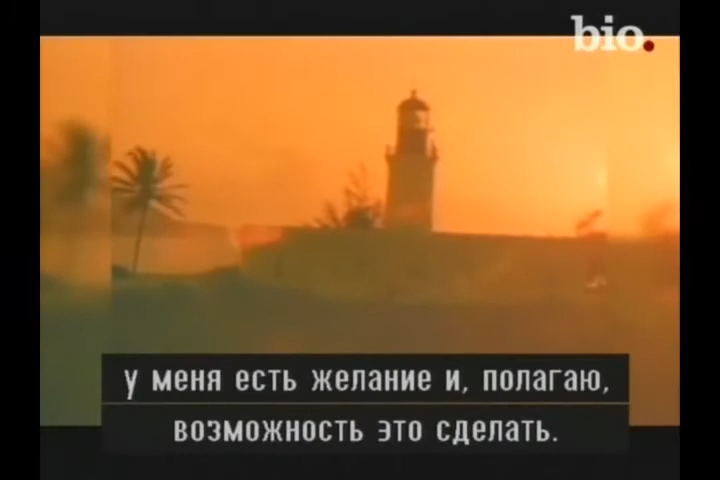 bio.
у меня есть желание и, полагаю,
возможность это сделать.